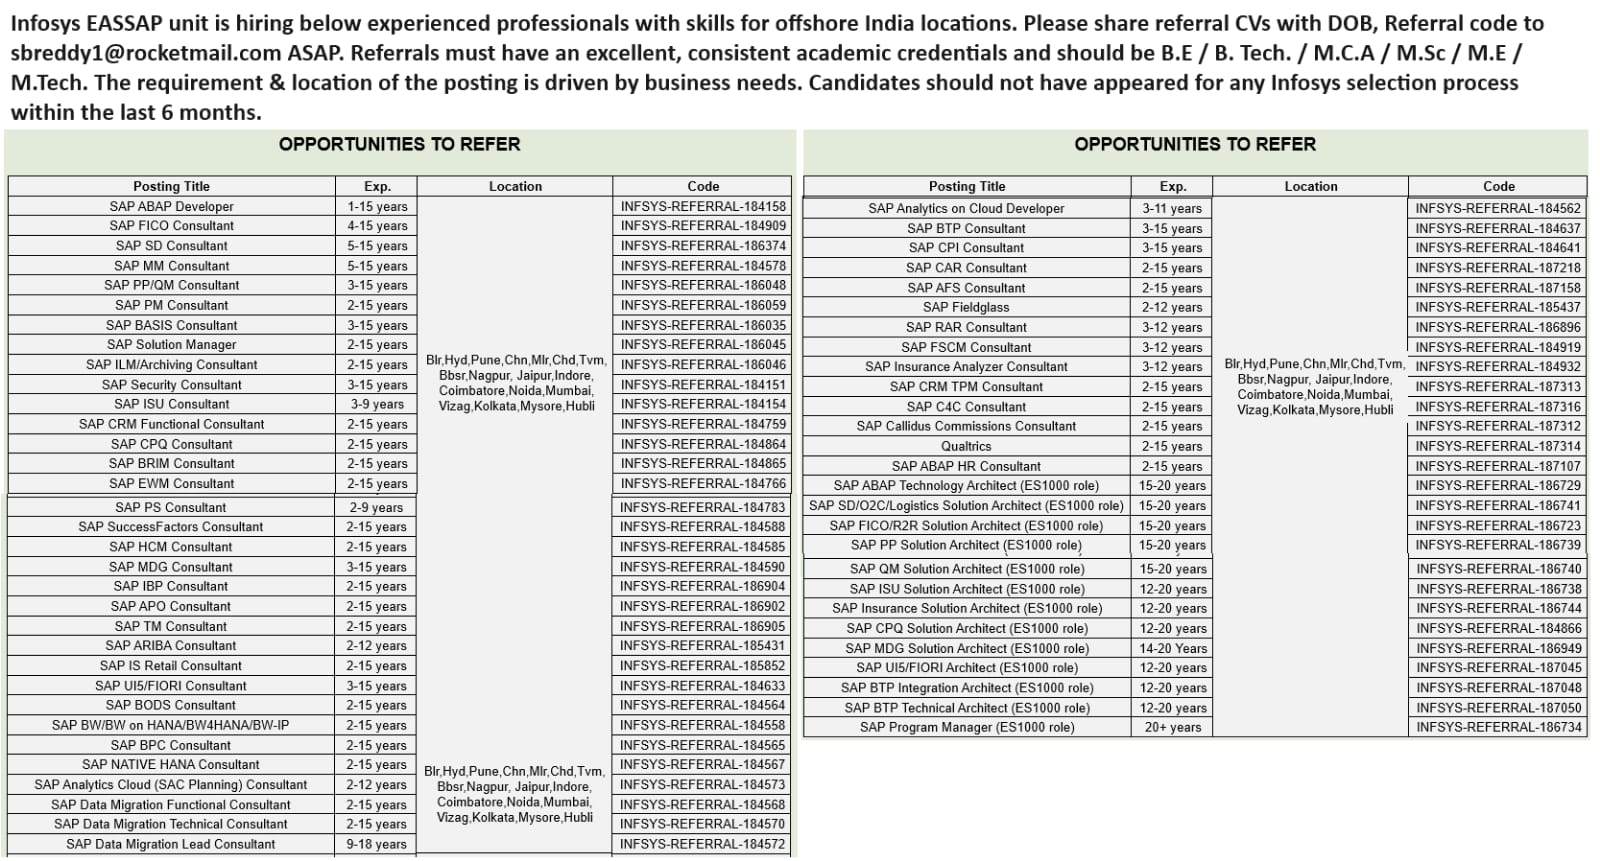 Infosys EASSAP unit is hiring below experienced professionals with skills for offshore India locations. Please share referral CVs with DOB, Referral code to
sbreddy1@rocketmail.com ASAP. Referrals must have an excellent, consistent academic credentials and should be B.E / B. Tech. / M.C.A / M.Sc / M.E /
M.Tech. The requirement & location of the posting is driven by business needs. Candidates should not have appeared for any Infosys selection process
within the last 6 months.
OPPORTUNITIES TO REFER
Posting Title Exp. Location Code
SAP ABAP Developer 1-15 years INFSYS-REFERRAL-184158
SAP FICO Consultant 4-15 years INFSYS-REFERRAL-184909
SAP SD Consultant 5-15 years INFSYS-REFERRAL-186374
SAP MM Consultant 5-15 years INFSYS-REFERRAL-184578
SAP PP/QM Consultant 3-15 years INFSYS-REFERRAL-186048
SAP PM Consultant 2-15 years INFSYS-REFERRAL-186059
SAP BASIS Consultant 3-15 years INFSYS-REFERRAL-186035
SAP Solution Manager 2-15 years INFSYS-REFERRAL-186045
SAP ILM/Archiving Consultant 2-15 years INFSYS-REFERRAL-186046
SAP Security Consultant 3-15 years INFSYS-REFERRAL-184151
SAP ISU Consultant 3-9 years INFSYS-REFERRAL-184154
SAP CRM Functional Consultant 2-15 years INFSYS-REFERRAL-184759
SAP CPQ Consultant 2-15 years INFSYS-REFERRAL-184864
SAP BRIM Consultant 2-15 years INFSYS-REFERRAL-184865
SAP EWM Consultant 2-15 years INFSYS-REFERRAL-184766
Blr,Hyd,Pune,Chn,Mlr,Chd,Tvm,
Bbsr,Nagpur, Jaipur,Indore,
Coimbatore,Noida,Mumbai,
Vizag,Kolkata,Mysore,Hubli
SAP PS Consultant 2-9 years INFSYS-REFERRAL-184783
SAP SuccessFactors Consultant 2-15 years INFSYS-REFERRAL-184588
SAP HCM Consultant 2-15 years INFSYS-REFERRAL-184585
SAP MDG Consultant 3-15 years INFSYS-REFERRAL-184590
SAP IBP Consultant 2-15 years INFSYS-REFERRAL-186904
SAP APO Consultant 2-15 years INFSYS-REFERRAL-186902
SAP TM Consultant 2-15 years INFSYS-REFERRAL-186905
SAP ARIBA Consultant 2-12 years INFSYS-REFERRAL-185431
SAP IS Retail Consultant 2-15 years INFSYS-REFERRAL-185852
SAP UI5/FIORI Consultant 3-15 years INFSYS-REFERRAL-184633
SAP BODS Consultant 2-15 years INFSYS-REFERRAL-184564
SAP BW/BW on HANA/BW4HANA/BW-IP 2-15 years INFSYS-REFERRAL-184558
SAP BPC Consultant 2-15 years INFSYS-REFERRAL-184565
SAP NATIVE HANA Consultant 2-15 years INFSYS-REFERRAL-184567
SAP Analytics Cloud (SAC Planning) Consultant 2-12 years INFSYS-REFERRAL-184573
SAP Data Migration Functional Consultant 2-15 years INFSYS-REFERRAL-184568
SAP Data Migration Technical Consultant 2-15 years INFSYS-REFERRAL-184570
SAP Data Migration Lead Consultant 9-18 years INFSYS-REFERRAL-184572
Blr,Hyd,Pune,Chn,Mlr,Chd,Tvm,
Bbsr,Nagpur, Jaipur,Indore,
Coimbatore,Noida,Mumbai,
Vizag,Kolkata,Mysore,Hubli
OPPORTUNITIES TO REFER
Posting Title Exp. Location Code
SAP Analytics on Cloud Developer 3-11 years INFSYS-REFERRAL-184562
SAP BTP Consultant 3-15 years INFSYS-REFERRAL-184637
SAP CPI Consultant 3-15 years INFSYS-REFERRAL-184641
SAP CAR Consultant 2-15 years INFSYS-REFERRAL-187218
SAP AFS Consultant 2-15 years INFSYS-REFERRAL-187158
SAP Fieldglass 2-12 years INFSYS-REFERRAL-185437
SAP RAR Consultant 3-12 years INFSYS-REFERRAL-186896
SAP FSCM Consultant 3-12 years INFSYS-REFERRAL-184919
SAP Insurance Analyzer Consultant 3-12 years INFSYS-REFERRAL-184932
SAP CRM TPM Consultant 2-15 years INFSYS-REFERRAL-187313
SAP C4C Consultant 2-15 years INFSYS-REFERRAL-187316
SAP Callidus Commissions Consultant 2-15 years INFSYS-REFERRAL-187312
Qualtrics 2-15 years INFSYS-REFERRAL-187314
SAP ABAP HR Consultant 2-15 years INFSYS-REFERRAL-187107
SAP ABAP Technology Architect (ES1000 role) 15-20 years INFSYS-REFERRAL-186729
SAP SD/O2C/Logistics Solution Architect (ES1000 role) 15-20 years INFSYS-REFERRAL-186741
SAP FICO/R2R Solution Architect (ES1000 role) 15-20 years INFSYS-REFERRAL-186723
SAP PP Solution Architect (ES1000 role) 15-20 years INFSYS-REFERRAL-186739
Blr,Hyd,Pune,Chn,Mlr,Chd,Tvm,
Bbsr,Nagpur, Jaipur,Indore,
Coimbatore,Noida,Mumbai,
Vizag,Kolkata,Mysore,Hubli
SAP QM Solution Architect (ES1000 role) 15-20 years INFSYS-REFERRAL-186740
SAP ISU Solution Architect (ES1000 role) 12-20 years INFSYS-REFERRAL-186738
SAP Insurance Solution Architect (ES1000 role) 12-20 years INFSYS-REFERRAL-186744
SAP CPQ Solution Architect (ES1000 role) 12-20 years INFSYS-REFERRAL-184866
SAP MDG Solution Architect (ES1000 role) 14-20 Years INFSYS-REFERRAL-186949
SAP UI5/FIORI Architect (ES1000 role) 12-20 years INFSYS-REFERRAL-187045
SAP BTP Integration Architect (ES1000 role) 12-20 years INFSYS-REFERRAL-187048
SAP BTP Technical Architect (ES1000 role) 12-20 years INFSYS-REFERRAL-187050
SAP Program Manager (ES1000 role) 20+ years INFSYS-REFERRAL-186734